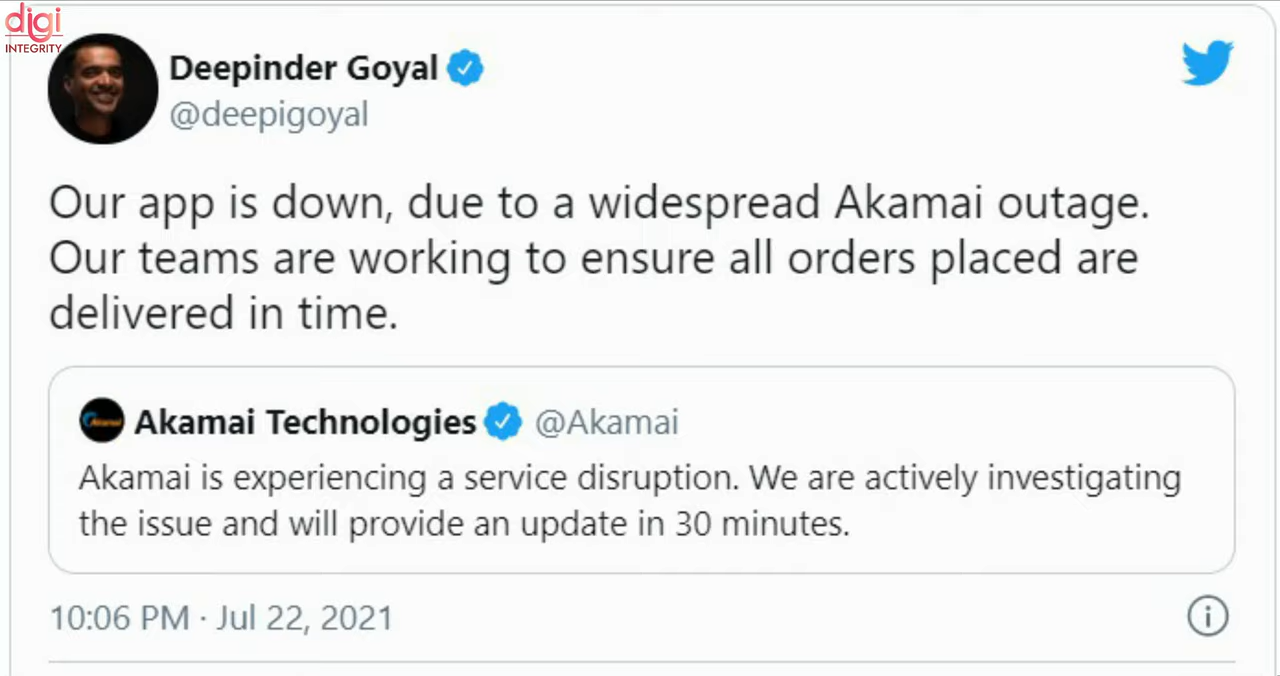 digi
INTEGRITY
Deepinder Goyal
@deepigoyal
Our app is down, due to a widespread Akamai outage.
Our teams are working to ensure all orders placed are
delivered in time.
Akamai Technologies @Akamai
Akamai is experiencing a service disruption. We are actively investigating
the issue and will provide an update in 30 minutes.
10:06 PM · Jul 22, 2021